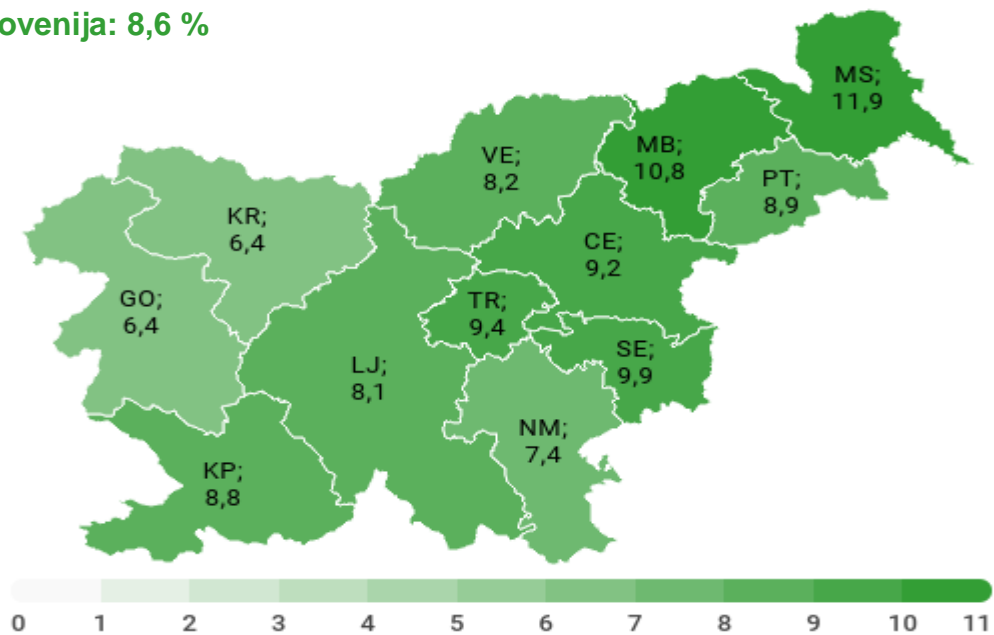 ovenija: 8,6 %
MS;
11,9
MB;
10,8
VE;
8,2
PT;
8,9
KR;
6,4
CE;
9,2
GO;
6,4
TR;
9,4
SE;
9,9
LJ;
8,1
NM;
7,4
KP;
8,8
0 1 2 3 4 5 6 7 8 9 10 11